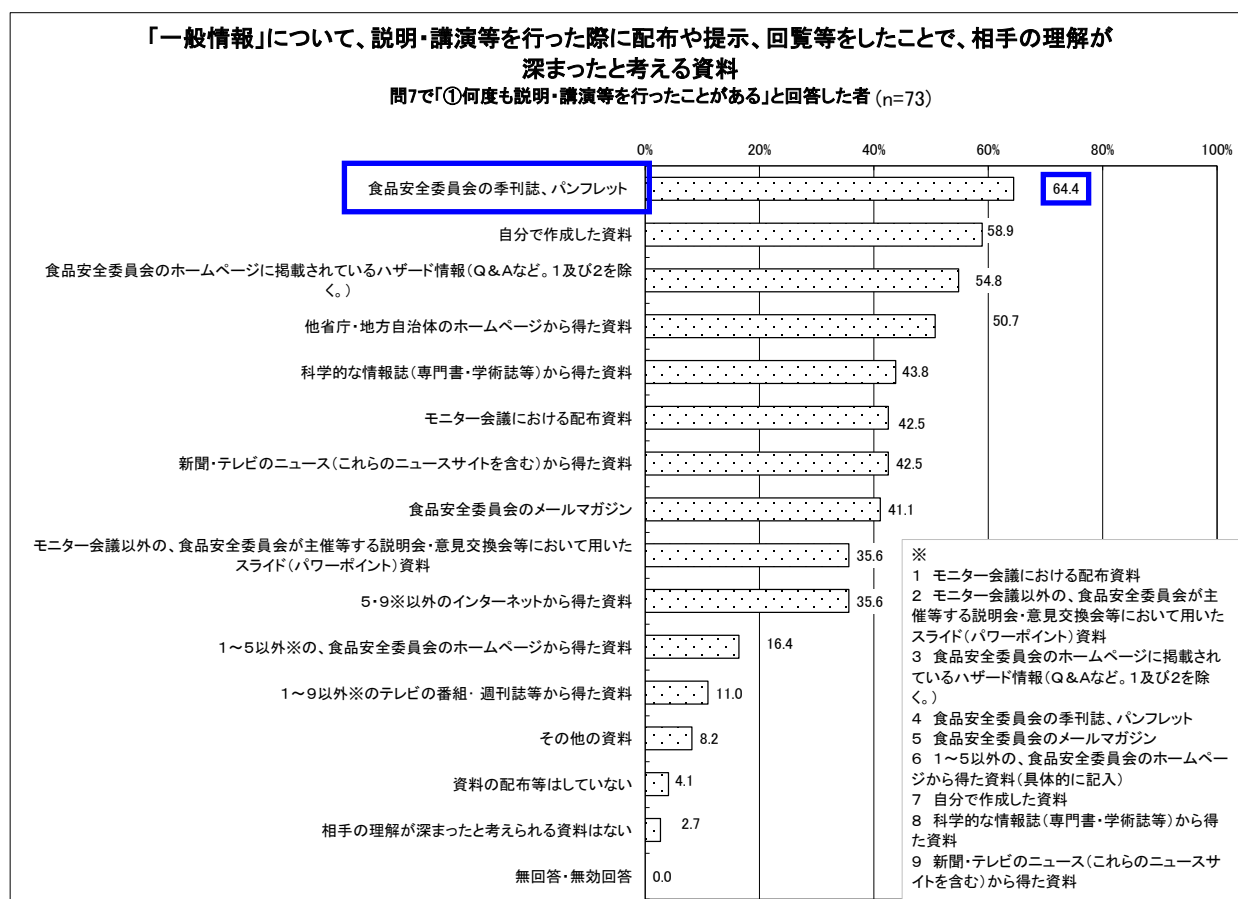 「一般情報」について、説明・講演等を行った際に配布や提示、回覧等をしたことで、相手の理解が
深まったと考える資料
問7で「①何度も説明・講演等を行ったことがある」と回答した者(n=73)
0% 20% 40% 60% 80% 100%
食品安全委員会の季刊誌、パンフレット 64.4
自分で作成した資料 58.9
食品安全委員会のホームページに掲載されているハザード情報(Q&Aなど。1及び2を除
く。) 54.8
他省庁・地方自治体のホームページから得た資料 50.7
科学的な情報誌(専門書・学術誌等)から得た資料 43.8
モニター会議における配布資料 42.5
新聞・テレビのニュース(これらのニュースサイトを含む)から得た資料 42.5
食品安全委員会のメールマガジン 41.1
モニター会議以外の、食品安全委員会が主催等する説明会・意見交換会等において用いた
スライド(パワーポイント)資料 35.6
5・9※以外のインターネットから得た資料 35.6
1~5以外※の、食品安全委員会のホームページから得た資料 16.4
1~9以外※のテレビの番組・ 週刊誌等から得た資料 11.0
その他の資料 8.2
資料の配布等はしていない 4.1
相手の理解が深まったと考えられる資料はない 2.7
無回答・無効回答 0.0
※
1 モニター会議における配布資料
2 モニター会議以外の、食品安全委員会が主
催等する説明会・意見交換会等において用いた
スライド(パワーポイント)資料
3 食品安全委員会のホームページに掲載され
ているハザード情報(Q&Aなど。1及び2を除
く。)
4 食品安全委員会の季刊誌、パンフレット
5 食品安全委員会のメールマガジン
6 1~5以外の、食品安全委員会のホームペー
ジから得た資料(具体的に記入)
7 自分で作成した資料
8 科学的な情報誌(専門書・学術誌等)から得
た資料
9 新聞・テレビのニュース(これらのニュースサ
イトを含む)から得た資料